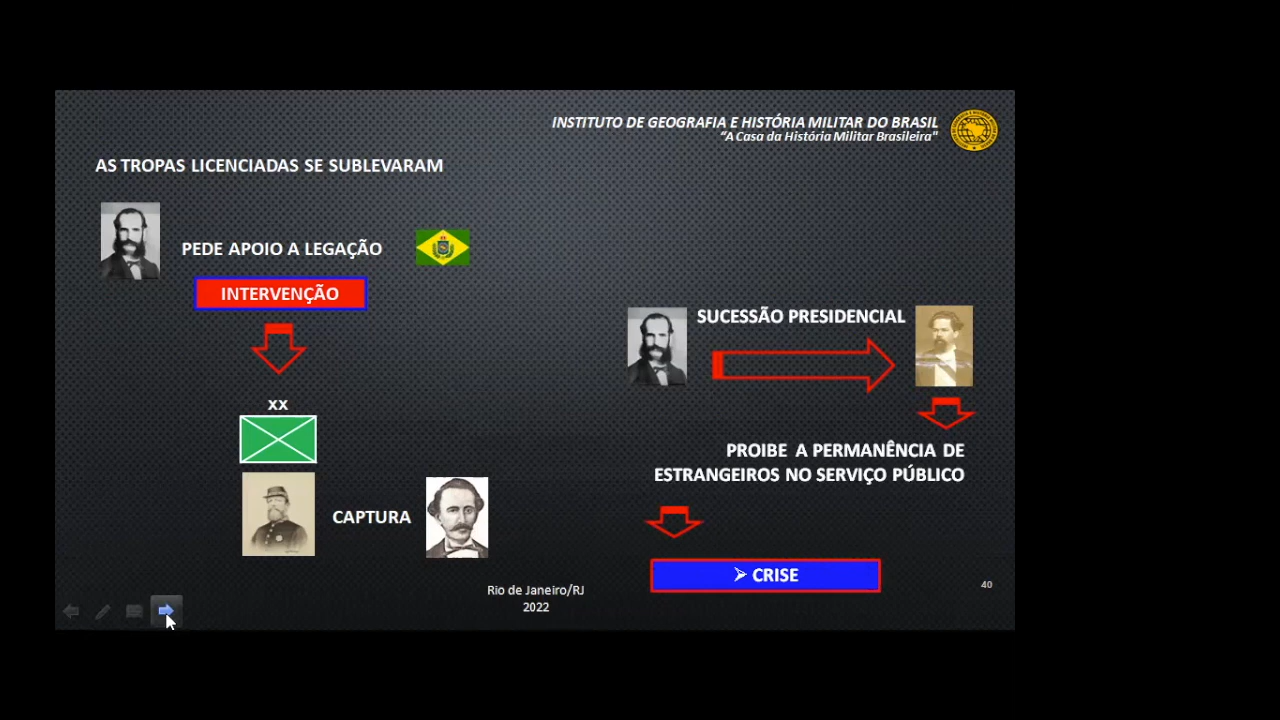 INSTITUTO DE GEOGRAFIA E HISTÓRIA MILITAR DO BRASIL
“A Casa da História Militar Brasileira"
AS TROPAS LICENCIADAS SE SUBLEVARAM
PEDE APOIO A LEGAÇÃO
INTERVENÇÃO
xx
CAPTURA
SUCESSÃO PRESIDENCIAL
PROIBE A PERMANÊNCIA DE
ESTRANGEIROS NO SERVIÇO PÚBLICO
➢ CRISE
Rio de Janeiro/RJ
2022
40